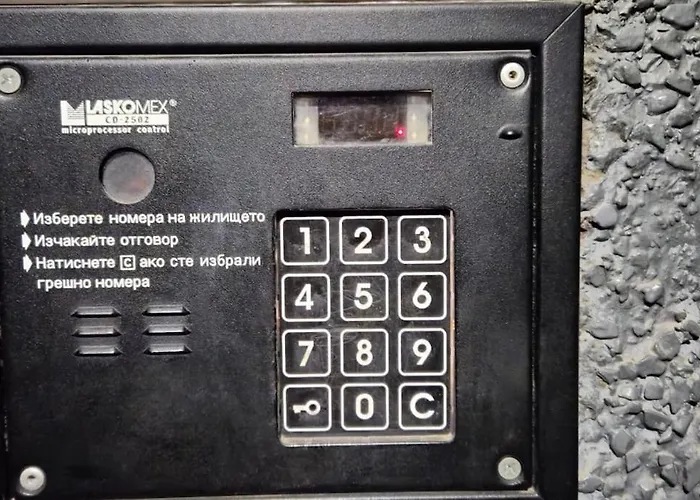 LASKOMEX®
CD-2502
microprocessor control
Изберете номера на жилището
Изчакайте отговор
Натиснете C ако сте избрали
грешно номера
1 2 3
4 5 6
7 8 9
0 C